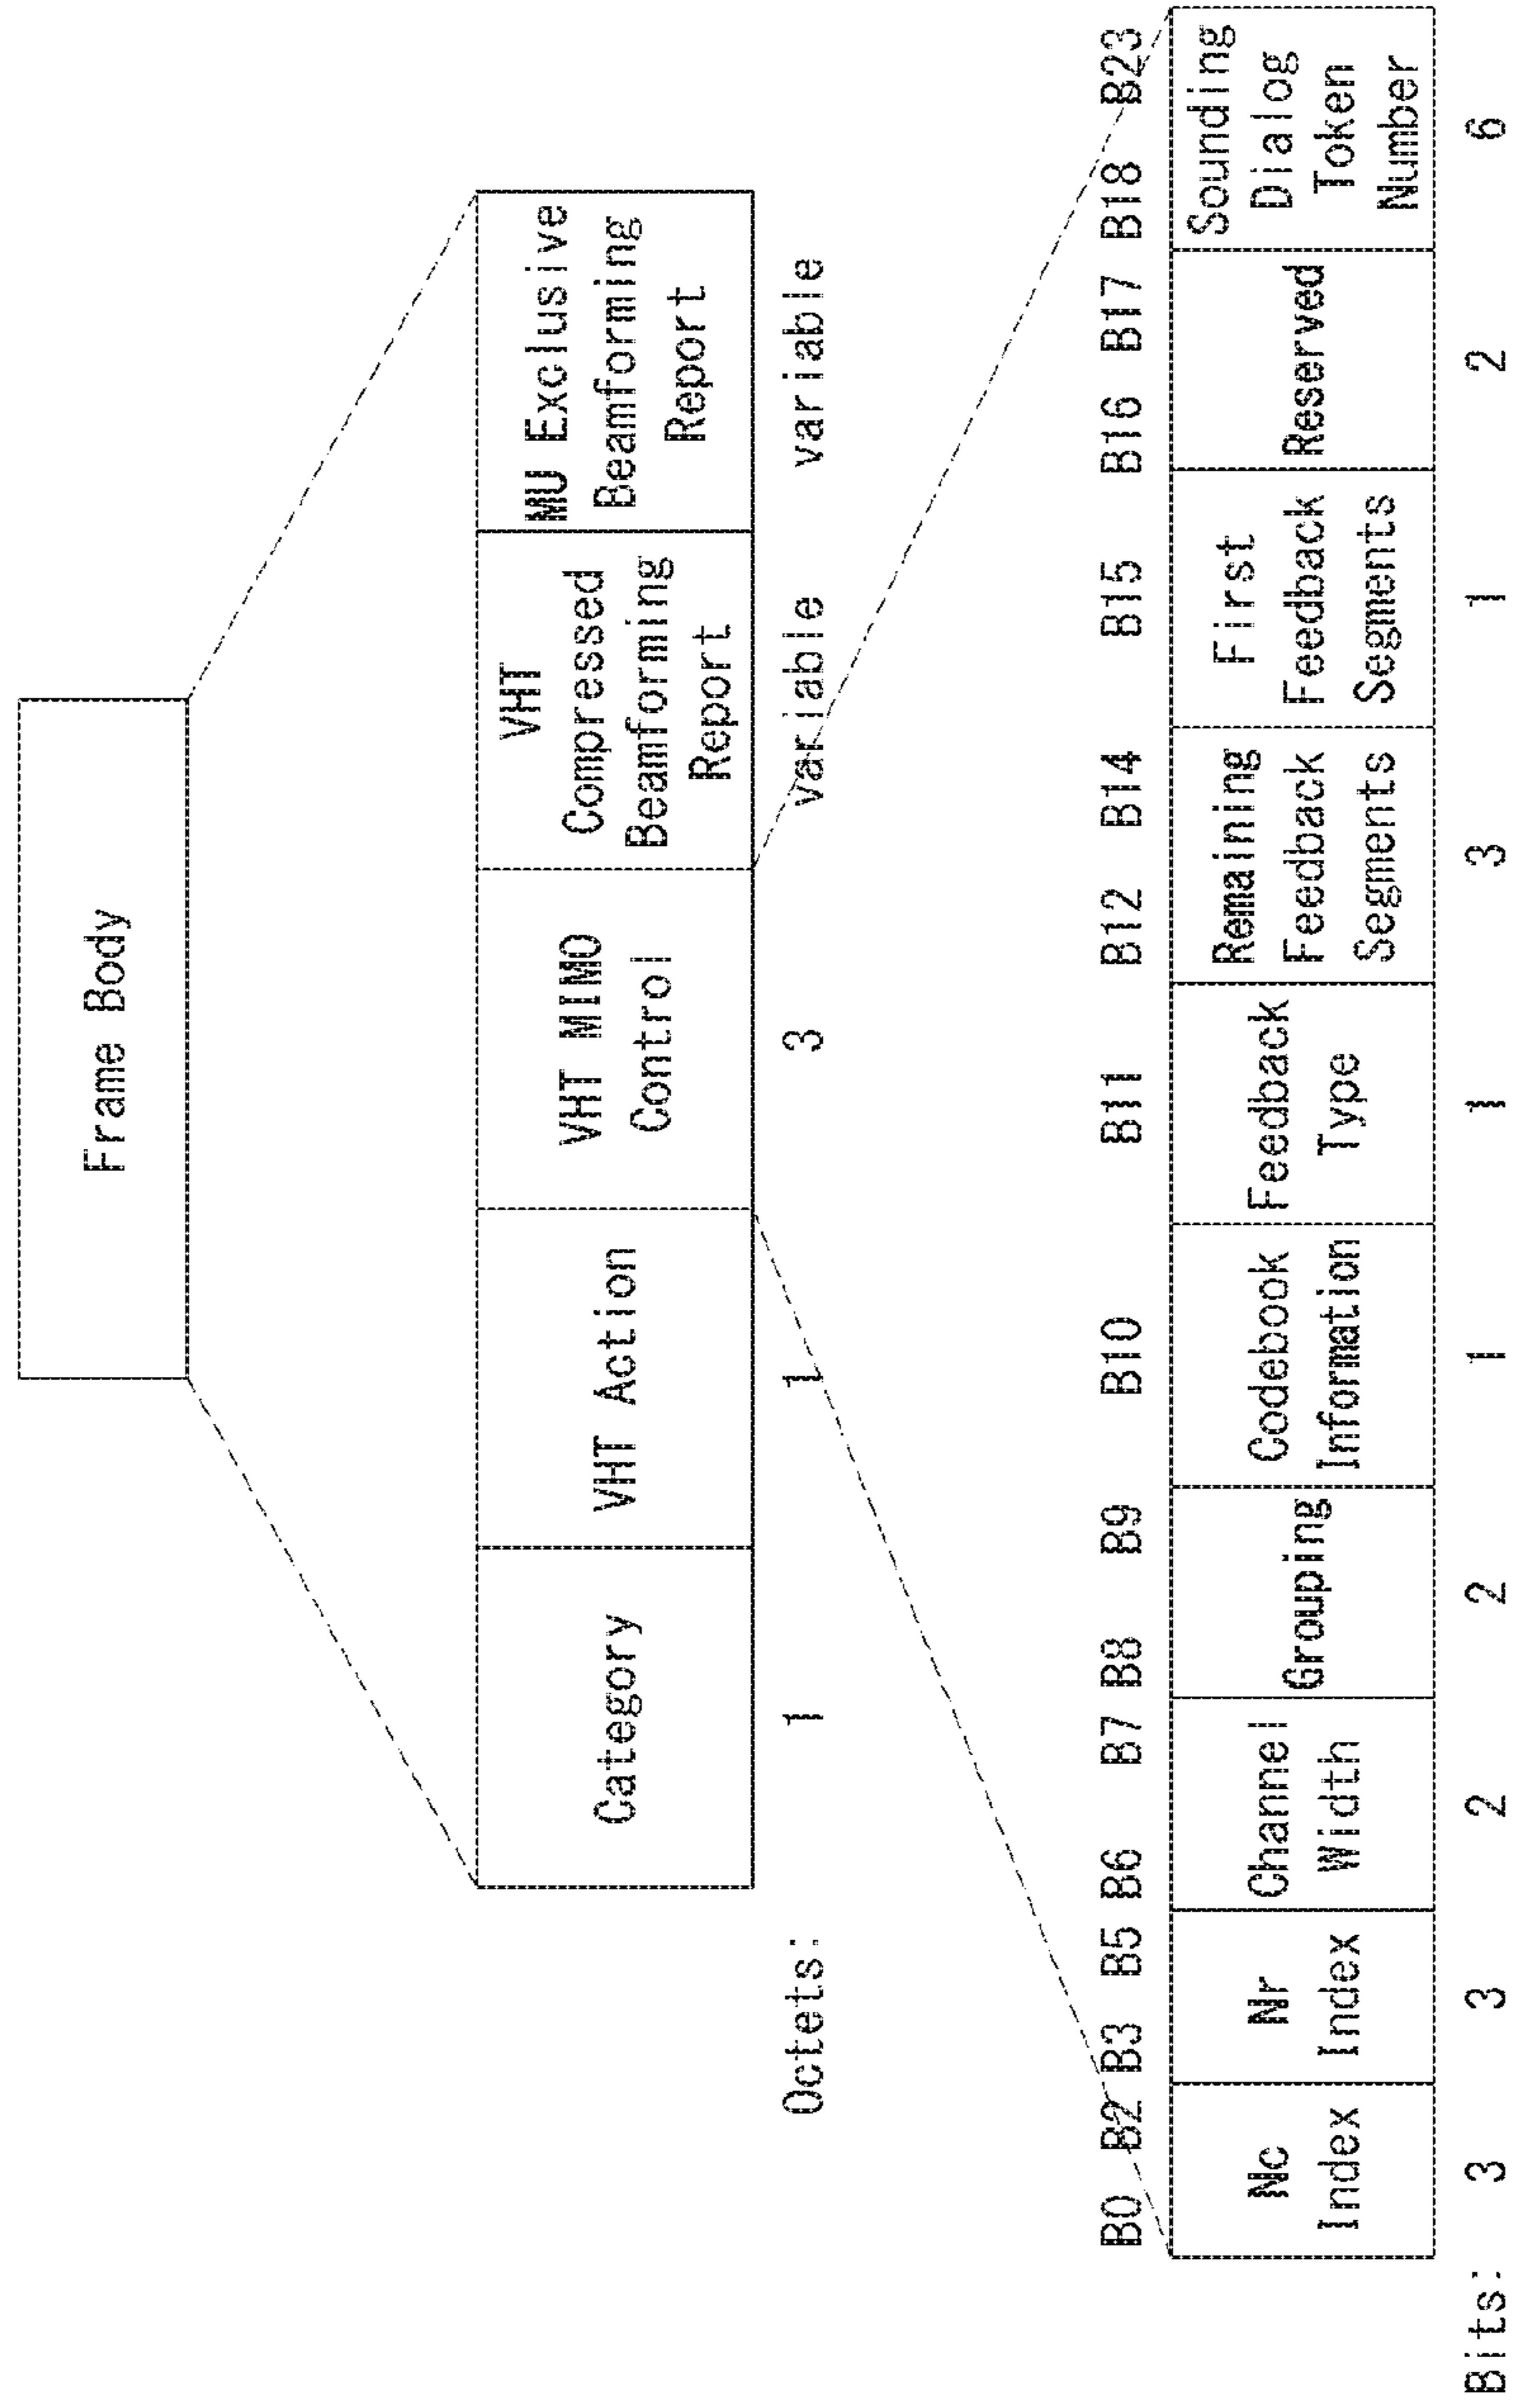 Frame Body
Category
VHT Action
VHT MIMO
Control
VHT
Compressed
Beamforming
Report
MU Exclusive
Beamforming
Report
Octets: 1 1 3 variable variable
B0 B2 B3 B5 B6 B7 B8 B9 B10 B11 B12 B14 B15 B16 B17 B18 B23
Nc
Index
Nr
Index
Channel
Width
Grouping
Codebook
Information
Feedback
Type
Remaining
Feedback
Segments
First
Feedback
Segments
Reserved
Sounding
Dialog
Token
Number
Bits: 3 3 2 2 1 1 3 1 2 6